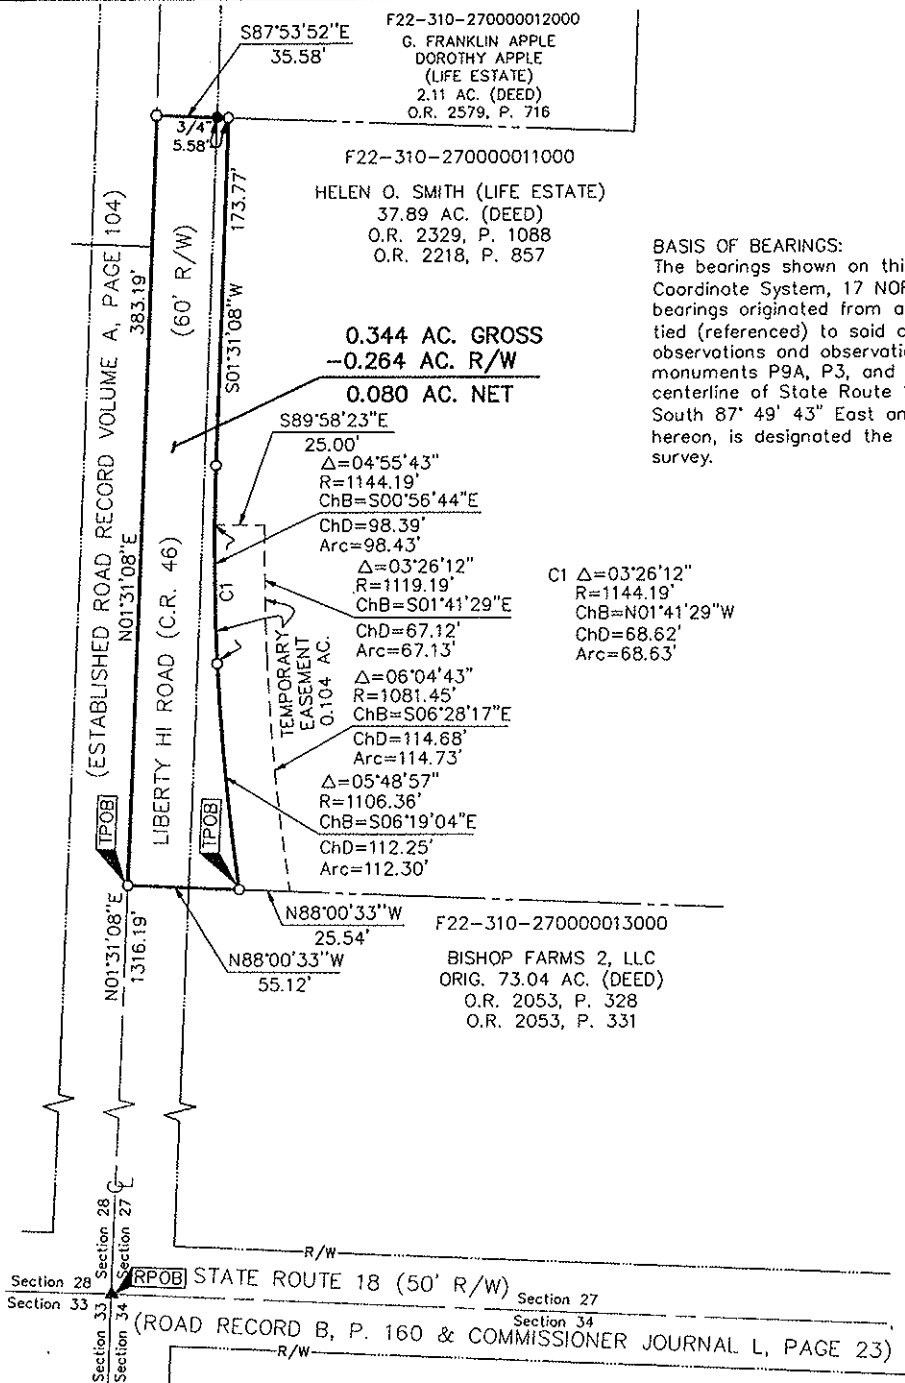 S87°53'52"E
35.58'
F22-310-270000012000
G. FRANKLIN APPLE
DOROTHY APPLE
(LIFE ESTATE)
2.11 AC. (DEED)
O.R. 2579, P. 716
3/4"
5.58'
F22-310-270000011000
HELEN O. SMITH (LIFE ESTATE)
37.89 AC. (DEED)
O.R. 2329, P. 1088
O.R. 2218, P. 857
173.77'
S01°31'08"W
(60' R/W)
383.19'
N01°31'08"E
(ESTABLISHED ROAD RECORD VOLUME A, PAGE 104)
LIBERTY HI ROAD (C.R. 46)
BASIS OF BEARINGS:
The bearings shown on thi
Coordinate System, 17 NOR
bearings originated from a
tied (referenced) to said c
observations and observatio
monuments P9A, P3, and
centerline of State Route
South 87° 49' 43" East an
hereon, is designated the
survey.
0.344 AC. GROSS
-0.264 AC. R/W
0.080 AC. NET
S89°58'23"E
25.00'
Δ=04°55'43"
R=1144.19'
ChB=S00°56'44"E
ChD=98.39'
Arc=98.43'
Δ=03°26'12"
R=1119.19'
ChB=S01°41'29"E
ChD=67.12'
Arc=67.13'
C1
C1 Δ=03°26'12"
R=1144.19'
ChB=N01°41'29"W
ChD=68.62'
Arc=68.63'
TEMPORARY
EASEMENT
0.104 AC.
Δ=06°04'43"
R=1081.45'
ChB=S06°28'17"E
ChD=114.68'
Arc=114.73'
Δ=05°48'57"
R=1106.36'
ChB=S06°19'04"E
ChD=112.25'
Arc=112.30'
TPOB
TPOB
N88°00'33"W
25.54'
N88°00'33"W
55.12'
N01°31'08"E
1316.19'
F22-310-270000013000
BISHOP FARMS 2, LLC
ORIG. 73.04 AC. (DEED)
O.R. 2053, P. 328
O.R. 2053, P. 331
CL
Section 28
Section 27
R/W
Section 28
Section 33
RPOB
STATE ROUTE 18 (50' R/W)
Section 27
Section 34
Section 33
Section 34
(ROAD RECORD B, P. 160 & COMMISSIONER JOURNAL L, PAGE 23)
R/W